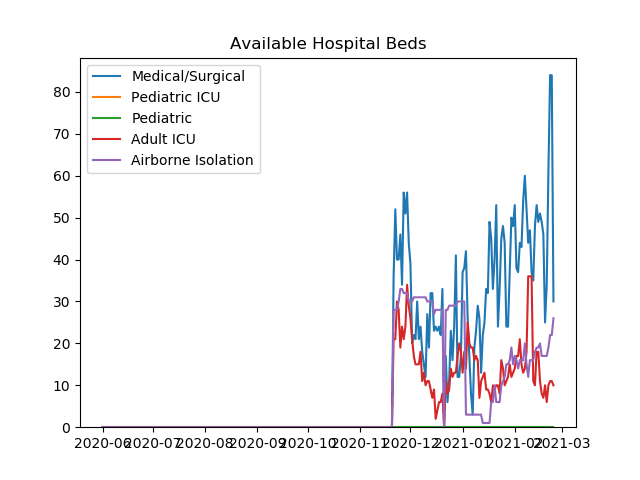 Available Hospital Beds
Medical/Surgical
Pediatric ICU
Pediatric
Adult ICU
Airborne Isolation
80
70
60
50
40
30
20
10
0
2020-06 2020-07 2020-08 2020-09 2020-10 2020-11 2020-12 2021-01 2021-02 2021-03